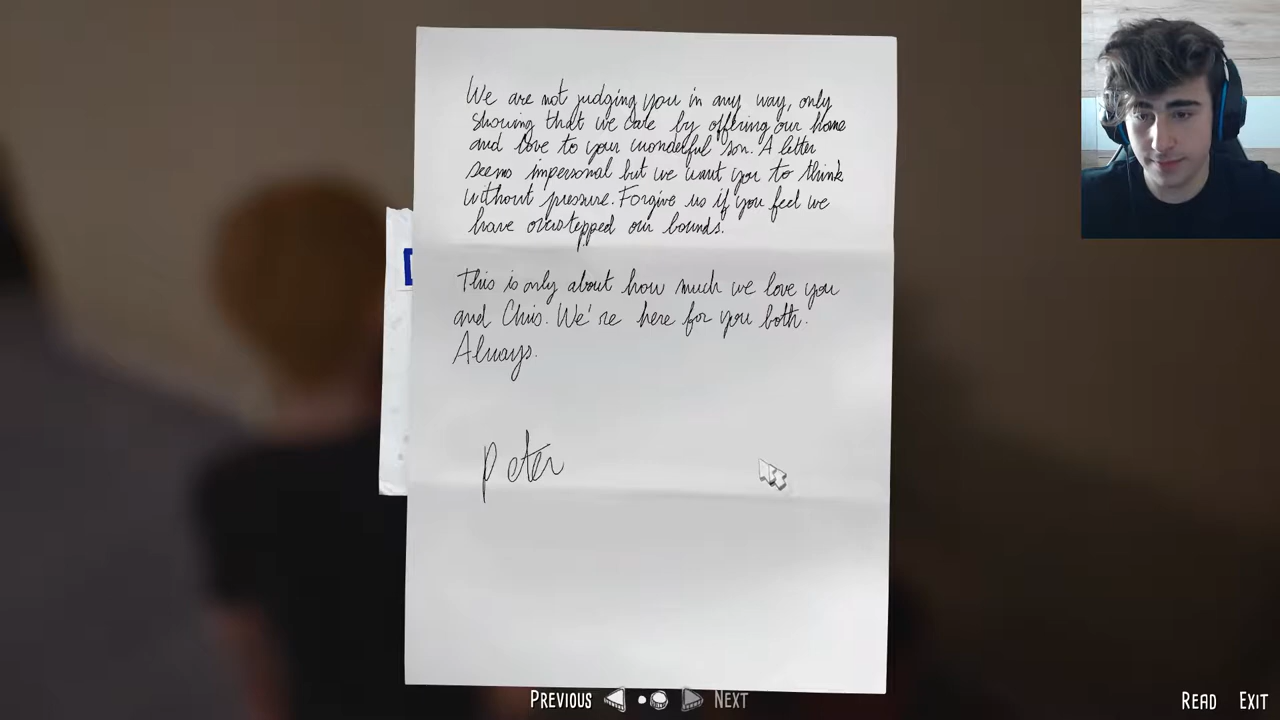 We are not judging you in any way, only
showing that we care by offering our home
and love to your wonderful son. A letter
seems impersonal but we want you to think
without pressure. Forgive us if you feel we
have overstepped our bounds.
This is only about how much we love you
and Chris. We're here for you both.
Always.
Peter
PREVIOUS NEXT
READ EXIT